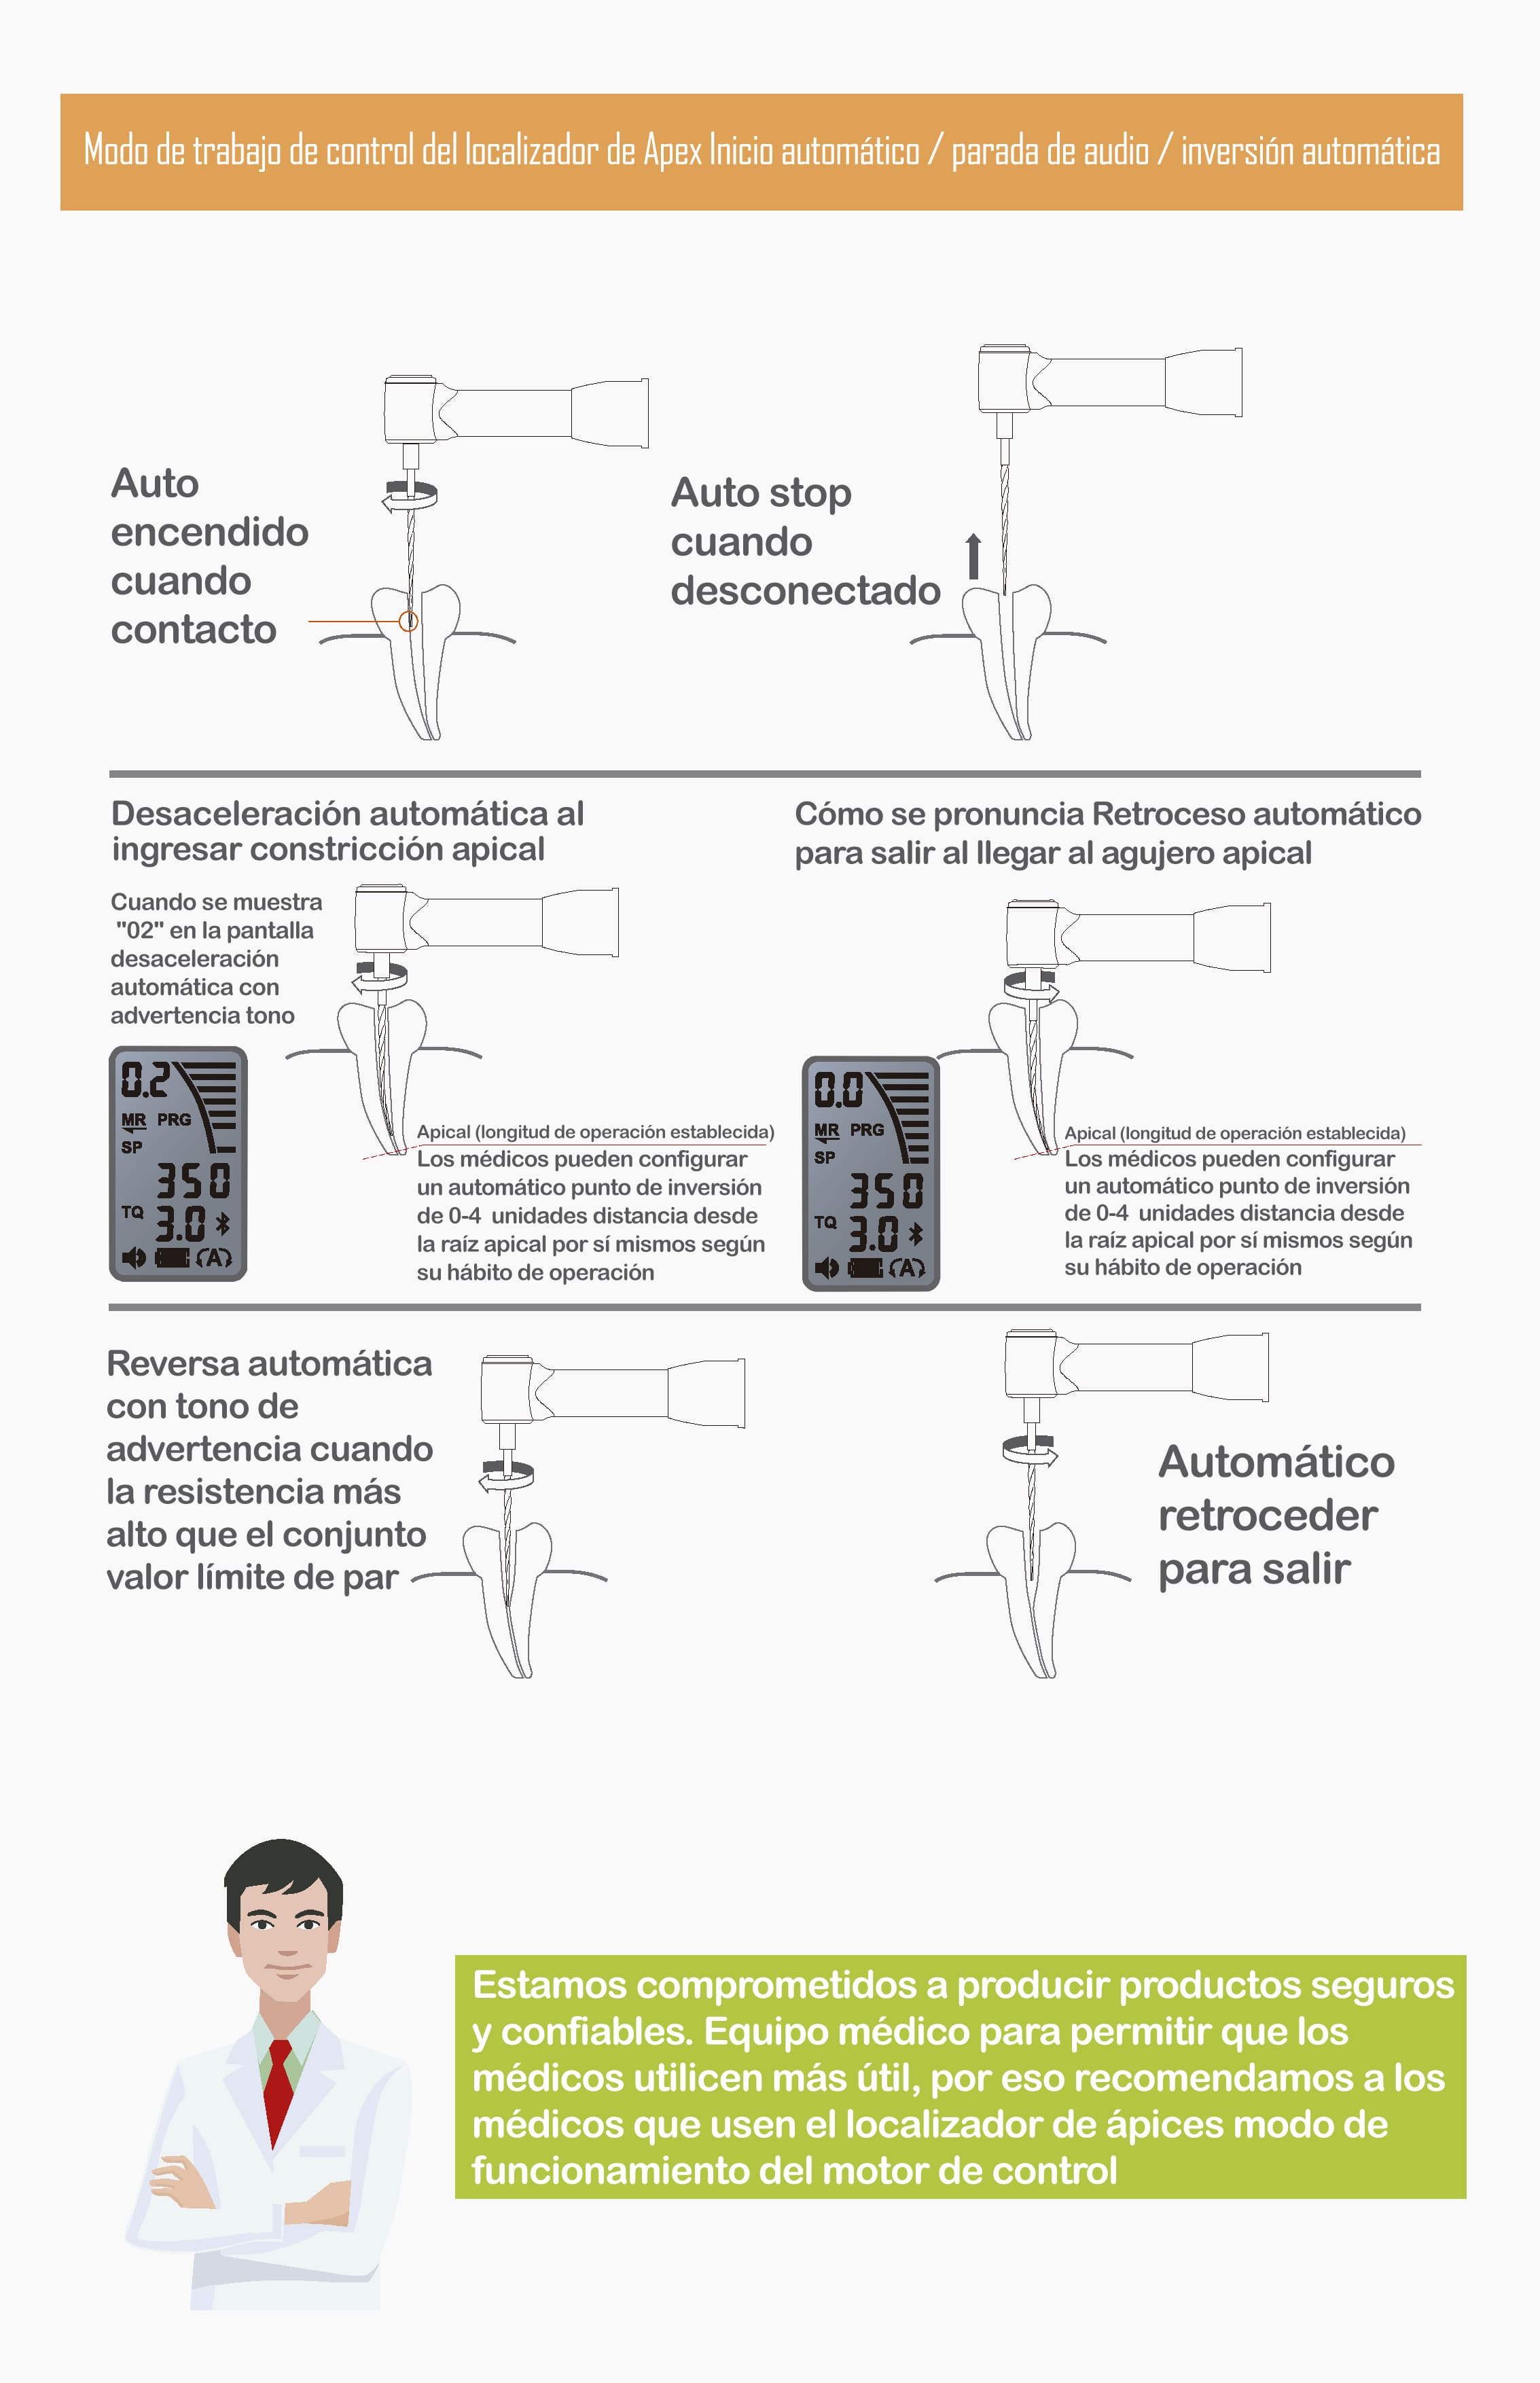 Modo de trabajo de control del localizador de Apex Inicio automático / parada de audio / inversión automática
Auto
encendido
cuando
contacto
Auto stop
cuando
desconectado
Desaceleración automática al
ingresar constricción apical
Cuando se muestra
"02" en la pantalla
desaceleración
automática con
advertencia tono
0.2
MR PRG
SP
350
TQ 3.0
(A)
Apical (longitud de operación establecida)
Los médicos pueden configurar
un automático punto de inversión
de 0-4 unidades distancia desde
la raíz apical por sí mismos según
su hábito de operación
Cómo se pronuncia Retroceso automático
para salir al llegar al agujero apical
0.0
MR PRG
SP
350
TQ 3.0
(A)
Apical (longitud de operación establecida)
Los médicos pueden configurar
un automático punto de inversión
de 0-4 unidades distancia desde
la raíz apical por sí mismos según
su hábito de operación
Reversa automática
con tono de
advertencia cuando
la resistencia más
alto que el conjunto
valor límite de par
Automático
retroceder
para salir
Estamos comprometidos a producir productos seguros
y confiables. Equipo médico para permitir que los
médicos utilicen más útil, por eso recomendamos a los
médicos que usen el localizador de ápices modo de
funcionamiento del motor de control